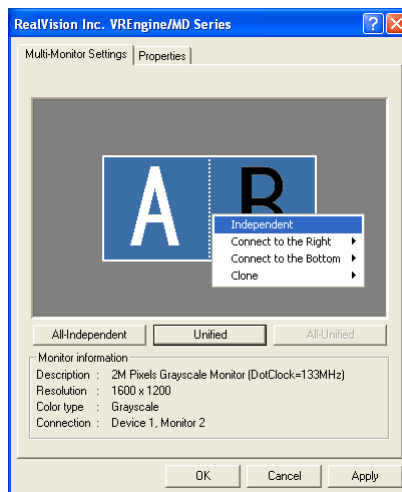 RealVision Inc. VREngine/MD Series
Multi-Monitor Settings Properties
A B
Independent
Connect to the Right
Connect to the Bottom
Clone
All-Independent Unified All-Unified
Monitor information
Description : 2M Pixels Grayscale Monitor (DotClock=133MHz)
Resolution : 1600 x 1200
Color type : Grayscale
Connection : Device 1, Monitor 2
OK Cancel Apply